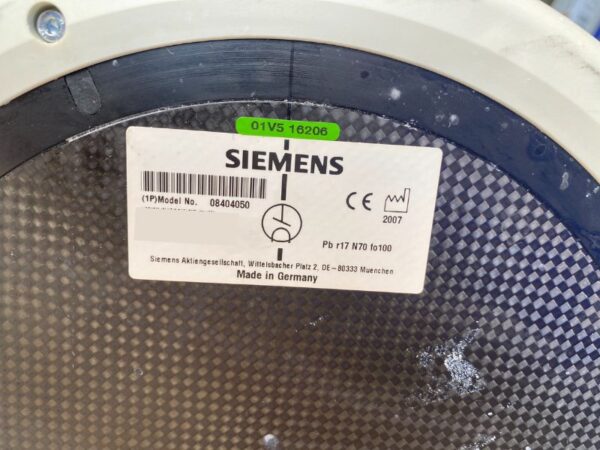 01V5 16206
SIEMENS
(1P)Model No. 08404050
CE
2007
Pb r17 N70 fo100
Siemens Aktiengesellschaft, Wittelsbacher Platz 2, DE-80333 Muenchen
Made in Germany